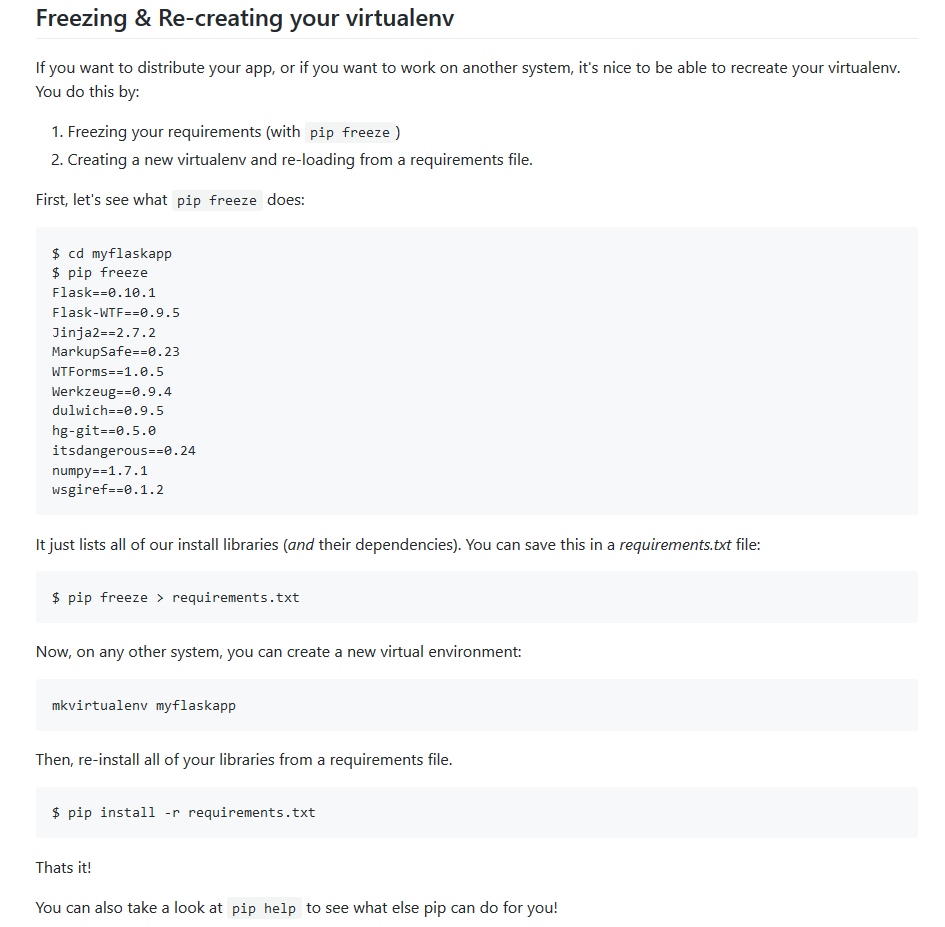 Freezing & Re-creating your virtualenv
If you want to distribute your app, or if you want to work on another system, it's nice to be able to recreate your virtualenv.
You do this by:
1. Freezing your requirements (with pip freeze )
2. Creating a new virtualenv and re-loading from a requirements file.
First, let's see what pip freeze does:
$ cd myflaskapp
$ pip freeze
Flask==0.10.1
Flask-WTF==0.9.5
Jinja2==2.7.2
MarkupSafe==0.23
WTForms==1.0.5
Werkzeug==0.9.4
dulwich==0.9.5
hg-git==0.5.0
itsdangerous==0.24
numpy==1.7.1
wsgiref==0.1.2
It just lists all of our install libraries (and their dependencies). You can save this in a requirements.txt file:
$ pip freeze > requirements.txt
Now, on any other system, you can create a new virtual environment:
mkvirtualenv myflaskapp
Then, re-install all of your libraries from a requirements file.
$ pip install -r requirements.txt
Thats it!
You can also take a look at pip help to see what else pip can do for you!